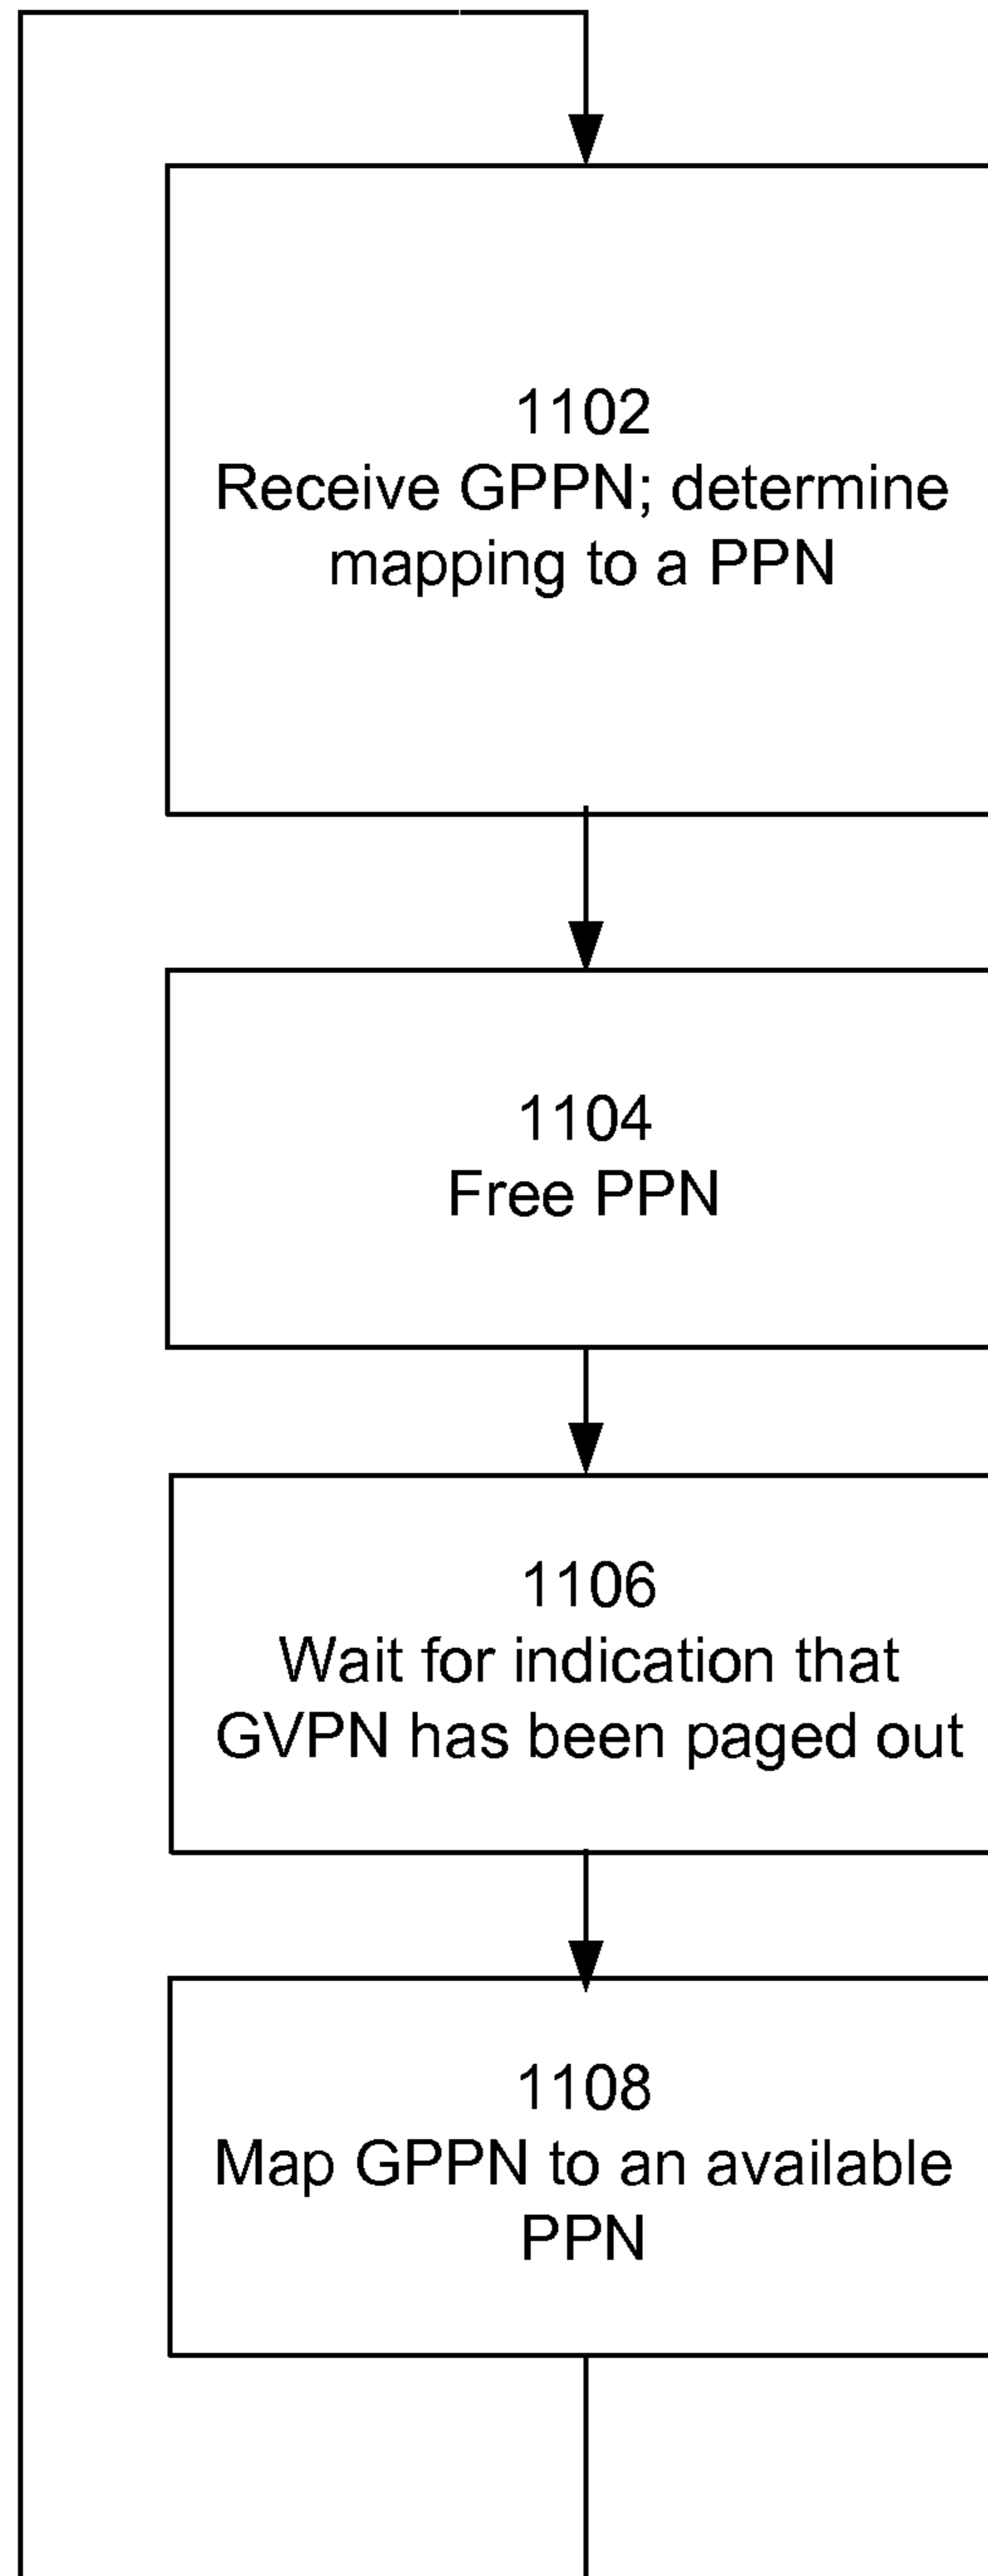 1102
Receive GPPN; determine
mapping to a PPN
1104
Free PPN
1106
Wait for indication that
GVPN has been paged out
1108
Map GPPN to an available
PPN